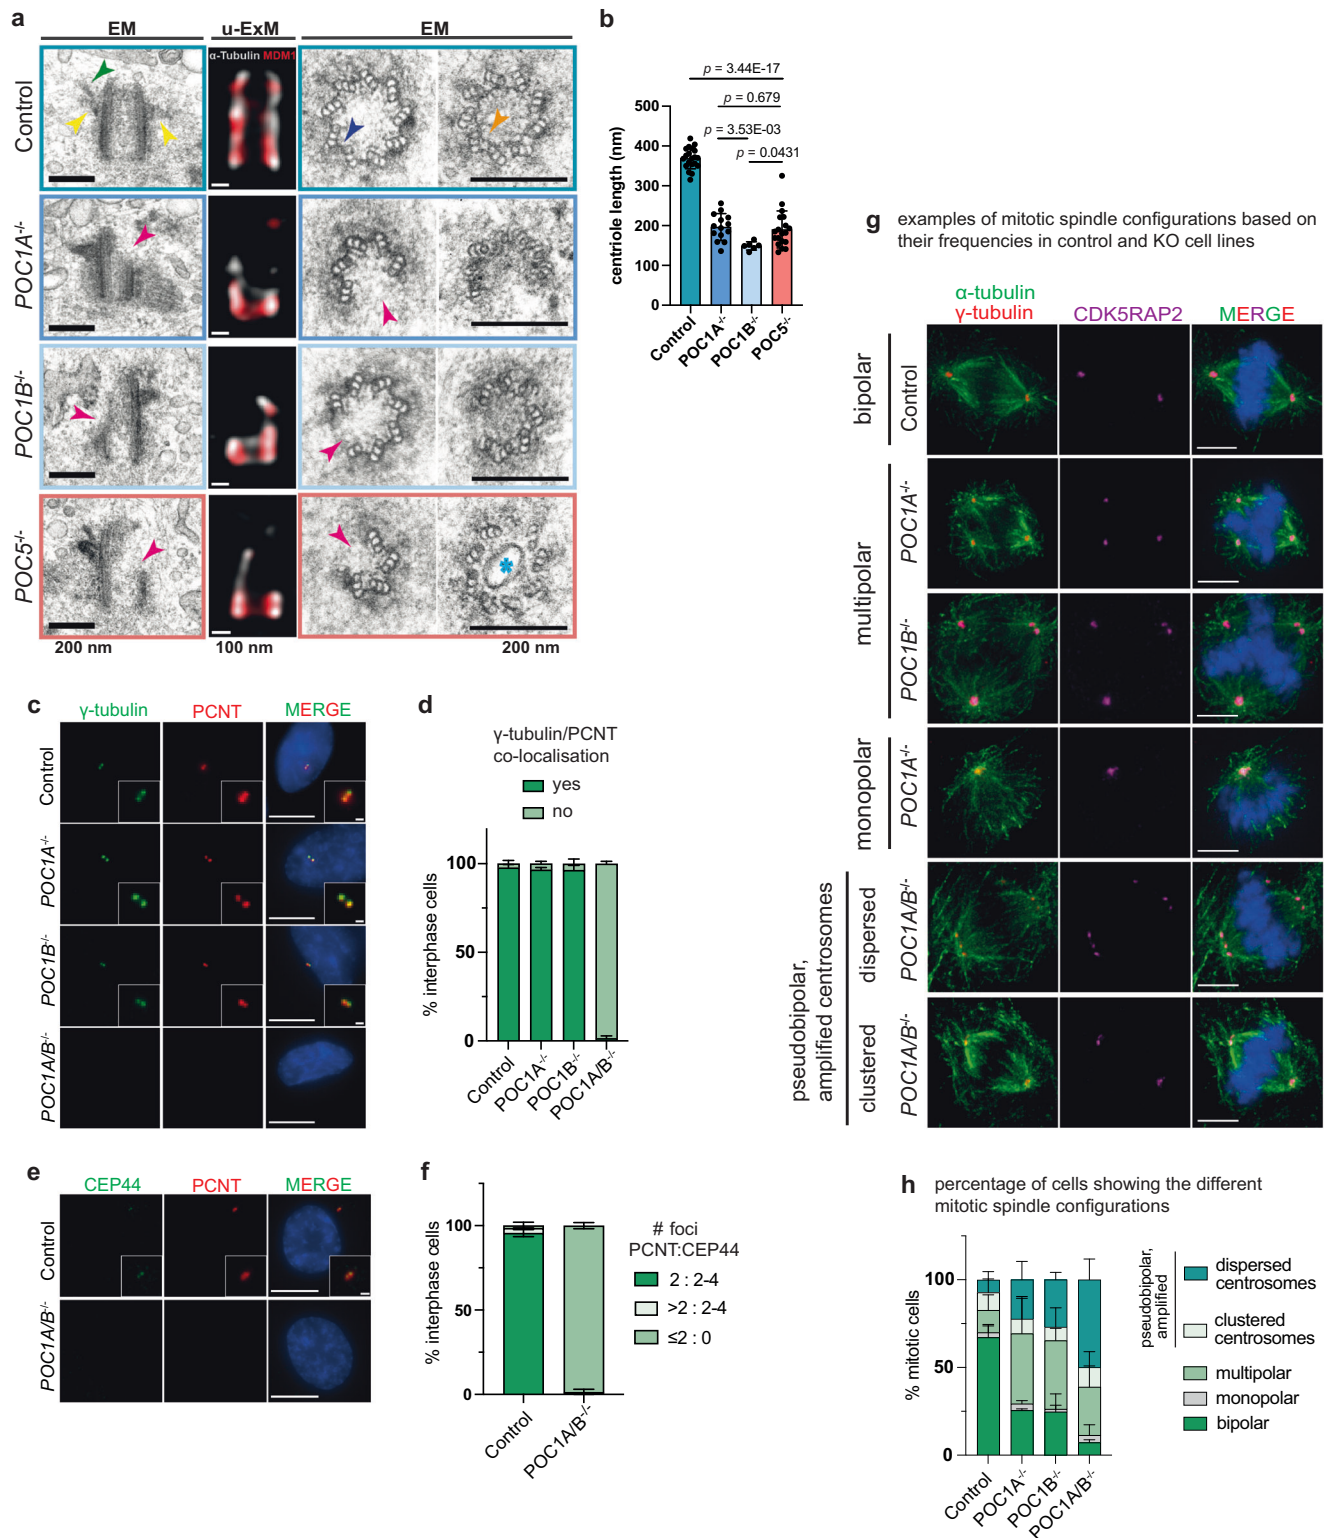 a
EM
u-ExM
EM
α-Tubulin MDM1
Control
POC1A-/-
POC1B-/-
POC5-/-
*
200 nm
100 nm
200 nm
b
p = 3.44E-17
p = 0.679
p = 3.53E-03
p = 0.0431
centriole length (nm)
500
400
300
200
100
0
Control
POC1A-/-
POC1B-/-
POC5-/-
c
γ-tubulin
PCNT
MERGE
Control
POC1A-/-
POC1B-/-
POC1A/B-/-
d
γ-tubulin/PCNT
co-localisation
yes
no
% interphase cells
100
50
0
Control
POC1A-/-
POC1B-/-
POC1A/B-/-
e
CEP44
PCNT
MERGE
Control
POC1A/B-/-
f
% interphase cells
100
50
0
Control
POC1A/B-/-
# foci
PCNT:CEP44
2 : 2-4
>2 : 2-4
≤2 : 0
g
examples of mitotic spindle configurations based on
their frequencies in control and KO cell lines
α-tubulin
γ-tubulin
CDK5RAP2
MERGE
bipolar
Control
multipolar
POC1A-/-
POC1B-/-
monopolar
POC1A-/-
pseudobipolar,
amplified centrosomes
dispersed
POC1A/B-/-
clustered
POC1A/B-/-
h
percentage of cells showing the different
mitotic spindle configurations
% mitotic cells
100
50
0
Control
POC1A-/-
POC1B-/-
POC1A/B-/-
pseudobipolar,
amplified
dispersed
centrosomes
clustered
centrosomes
multipolar
monopolar
bipolar